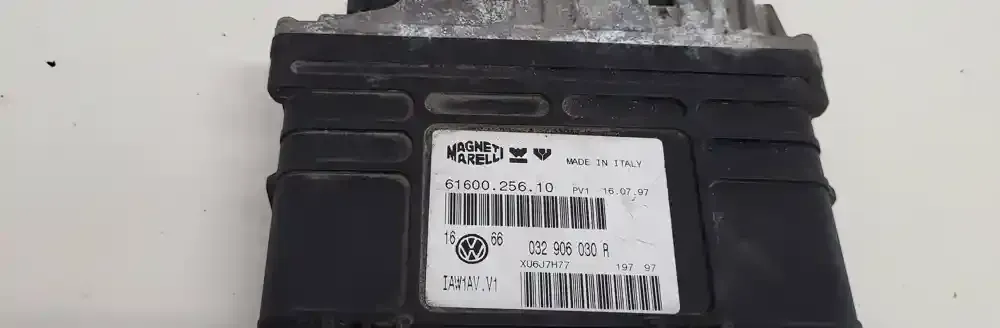 MAGNETI MARELLI MADE IN ITALY
61600.256.10 PV1 16.07.97
16 66
032 906 030 R
XU6J7H77 197 97
IAW1AV.V1